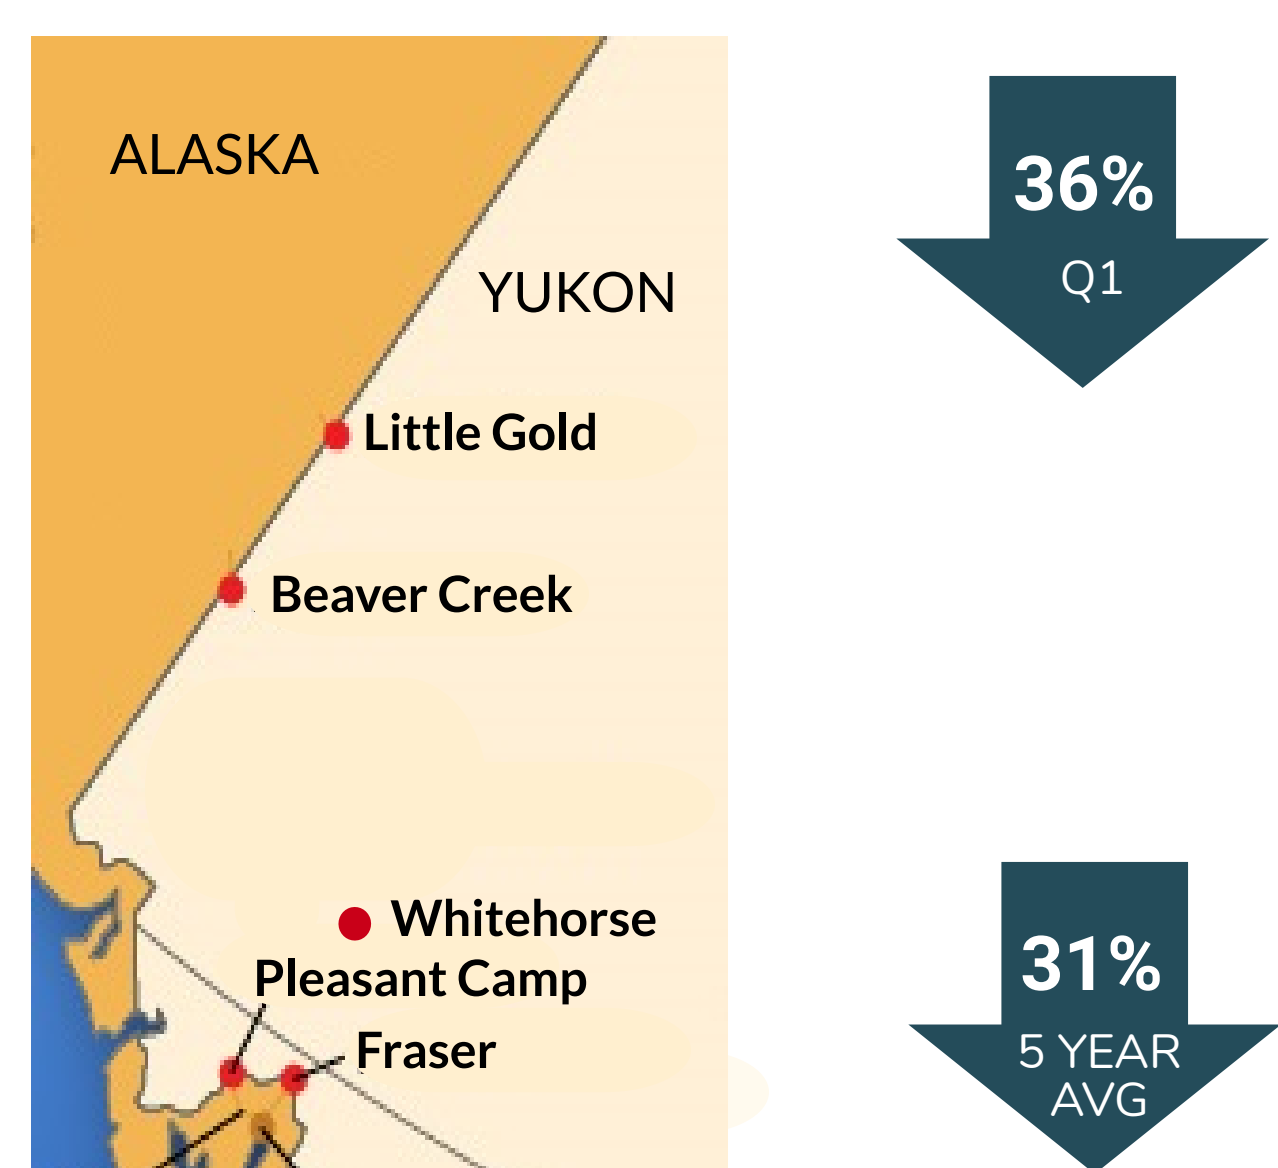 ALASKA
YUKON
Little Gold
Beaver Creek
Whitehorse
Pleasant Camp
Fraser
36%
Q1
31%
5 YEAR
AVG